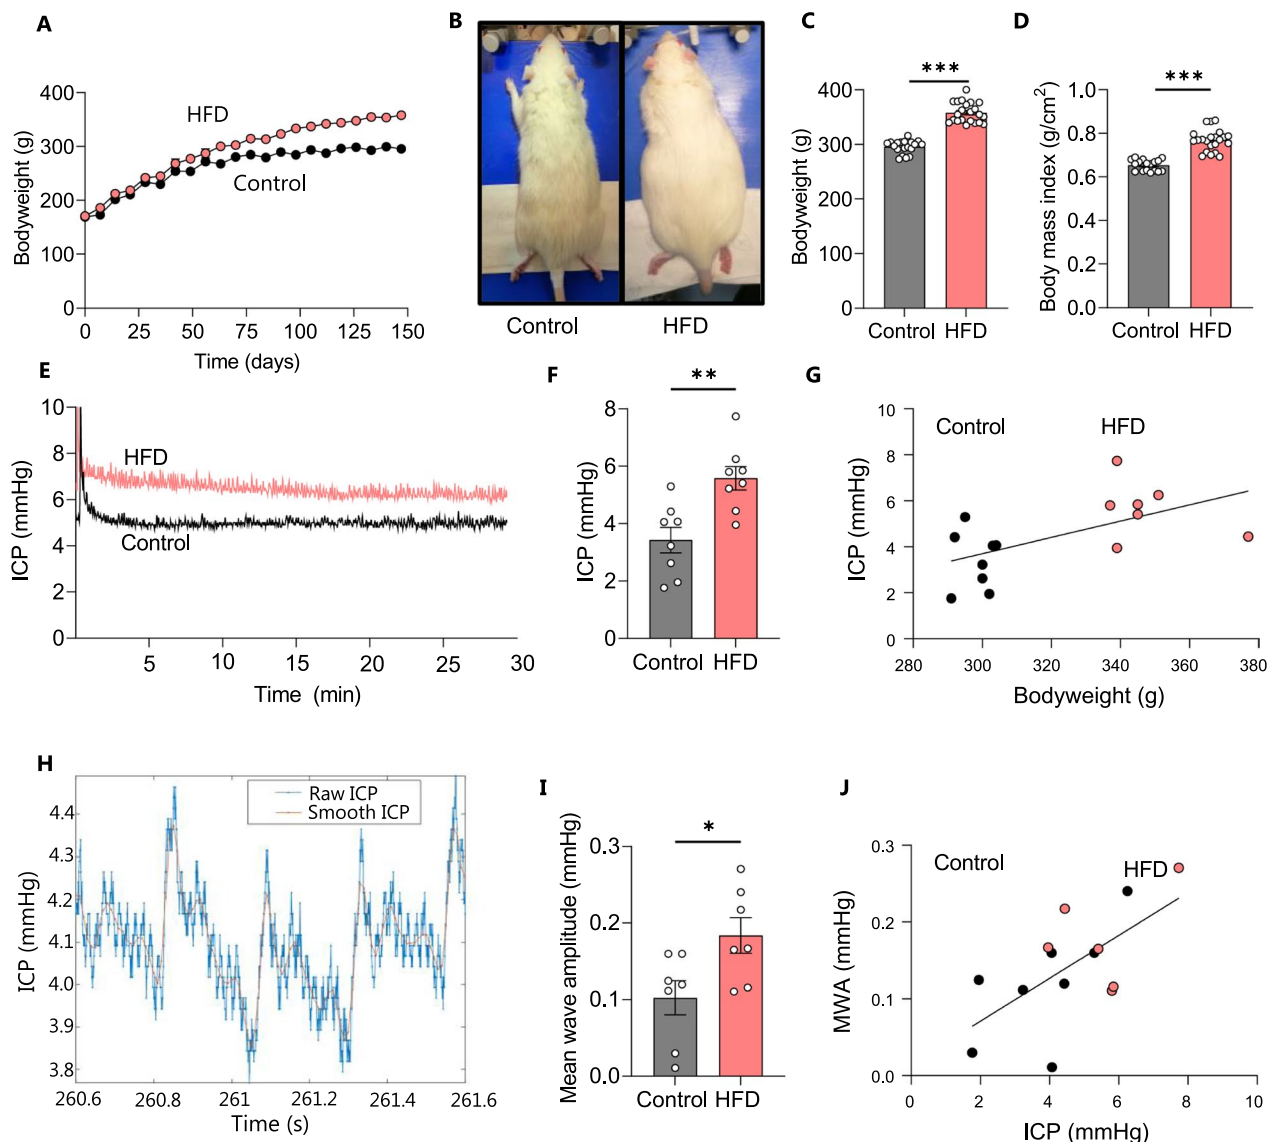 A
Bodyweight (g)
400
300
200
100
0
HFD
Control
0 25 50 75 100 125 150
Time (days)
B
Control HFD
C
***
Bodyweight (g)
400
300
200
100
0
Control HFD
D
***
Body mass index (g/cm2)
1.0
0.8
0.6
0.4
0.2
0.0
Control HFD
E
ICP (mmHg)
10
8
6
4
2
0
HFD
Control
5 10 15 20 25 30
Time (min)
F
**
ICP (mmHg)
8
6
4
2
0
Control HFD
G
ICP (mmHg)
10
8
6
4
2
0
Control HFD
280 300 320 340 360 380
Bodyweight (g)
H
ICP (mmHg)
4.4
4.3
4.2
4.1
4.0
3.9
3.8
Raw ICP
Smooth ICP
260.6 260.8 261 261.2 261.4 261.6
Time (s)
I
*
Mean wave amplitude (mmHg)
0.3
0.2
0.1
0.0
Control HFD
J
MWA (mmHg)
0.3
0.2
0.1
0.0
Control HFD
0 2 4 6 8 10
ICP (mmHg)